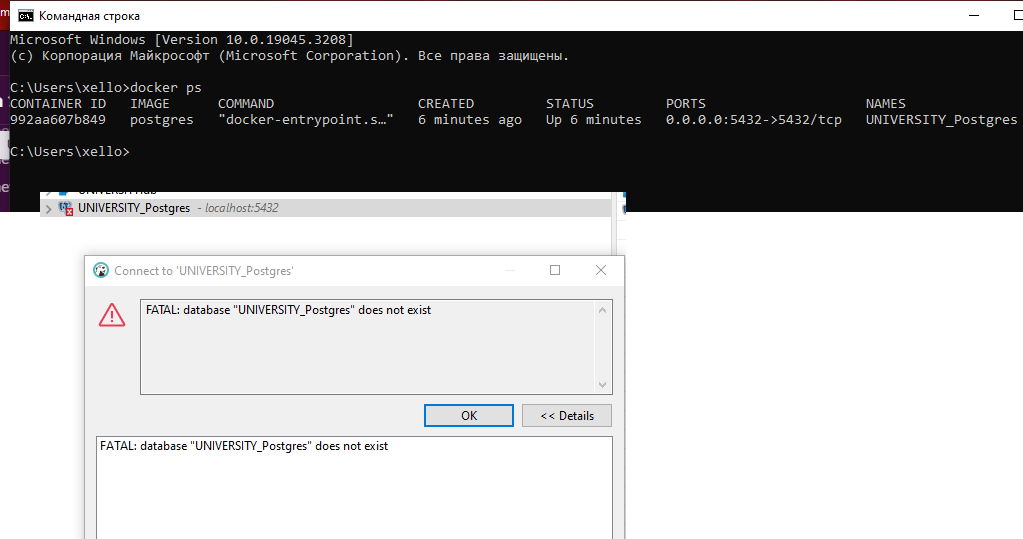 Командная строка
Microsoft Windows [Version 10.0.19045.3208]
(c) Корпорация Майкрософт (Microsoft Corporation). Все права защищены.
C:\Users\xello>docker ps
CONTAINER ID IMAGE COMMAND CREATED STATUS PORTS NAMES
992aa607b849 postgres "docker-entrypoint.s…" 6 minutes ago Up 6 minutes 0.0.0.0:5432->5432/tcp UNIVERSITY_Postgres
C:\Users\xello>
UNIVERSITY_Postgres - localhost:5432
Connect to 'UNIVERSITY_Postgres'
FATAL: database "UNIVERSITY_Postgres" does not exist
OK << Details
FATAL: database "UNIVERSITY_Postgres" does not exist